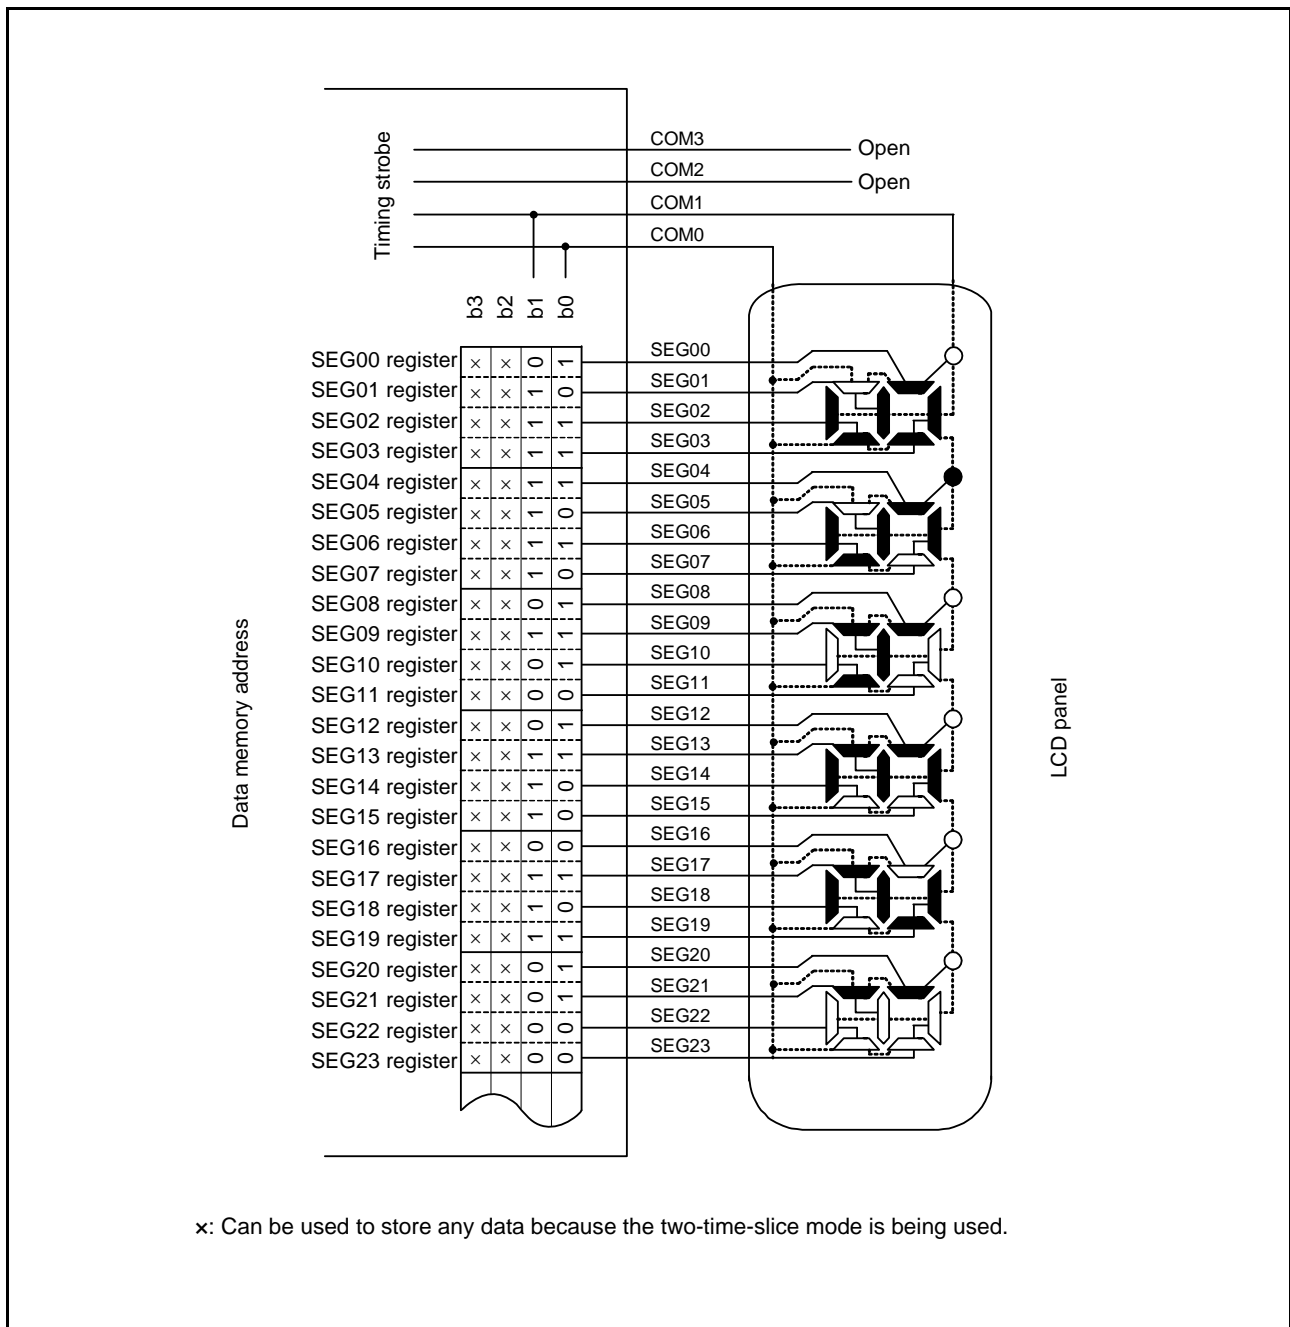 COM3
Open
COM2
Open
COM1
COM0
Timing strobe
b3 b2 b1 b0
SEG00 register × × 0 1 SEG00
SEG01 register × × 1 0 SEG01
SEG02 register × × 1 1 SEG02
SEG03 register × × 1 1 SEG03
SEG04 register × × 1 1 SEG04
SEG05 register × × 1 0 SEG05
SEG06 register × × 1 1 SEG06
SEG07 register × × 1 0 SEG07
SEG08 register × × 0 1 SEG08
SEG09 register × × 1 1 SEG09
SEG10 register × × 0 1 SEG10
SEG11 register × × 0 0 SEG11
SEG12 register × × 0 1 SEG12
SEG13 register × × 1 1 SEG13
SEG14 register × × 1 0 SEG14
SEG15 register × × 1 0 SEG15
SEG16 register × × 0 0 SEG16
SEG17 register × × 1 1 SEG17
SEG18 register × × 1 0 SEG18
SEG19 register × × 1 1 SEG19
SEG20 register × × 0 1 SEG20
SEG21 register × × 0 1 SEG21
SEG22 register × × 0 0 SEG22
SEG23 register × × 0 0 SEG23
Data memory address
LCD panel
×: Can be used to store any data because the two-time-slice mode is being used.